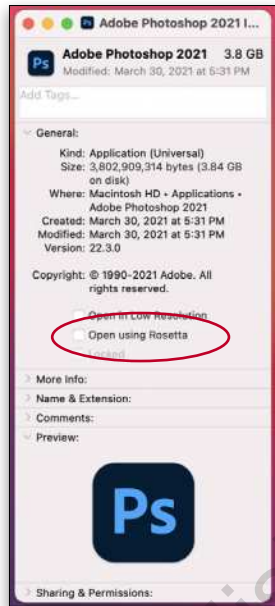 Adobe Photoshop 2021 I...
Ps
Adobe Photoshop 2021 3.8 GB
Modified: March 30, 2021 at 5:31 PM
Add Tags...
General:
Kind: Application (Universal)
Size: 3,802,909,314 bytes (3.84 GB
on disk)
Where: Macintosh HD • Applications •
Adobe Photoshop 2021
Created: March 30, 2021 at 5:31 PM
Modified: March 30, 2021 at 5:31 PM
Version: 22.3.0
Copyright: © 1990-2021 Adobe. All
rights reserved.
Open in Low Resolution
Open using Rosetta
Locked
More Info:
Name & Extension:
Comments:
Preview:
Ps
Sharing & Permissions: